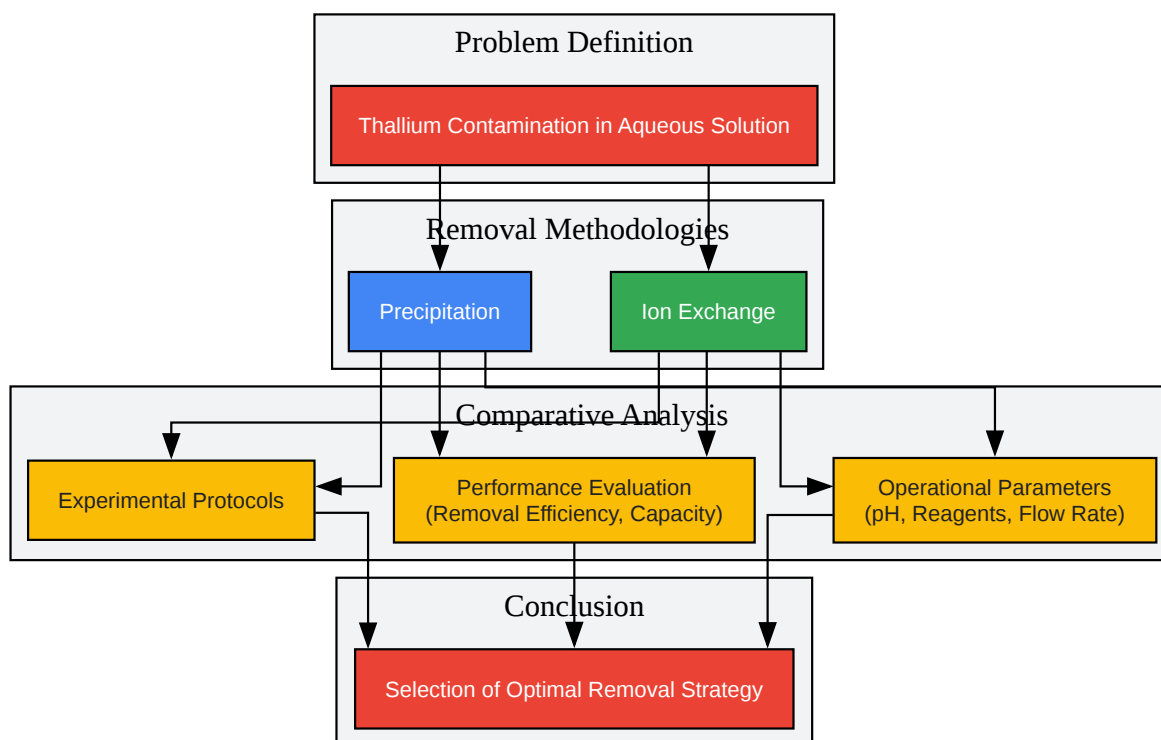 Problem Definition
Thallium Contamination in Aqueous Solution
Removal Methodologies
Precipitation
Ion Exchange
Comparative Analysis
Experimental Protocols
Performance Evaluation
(Removal Efficiency, Capacity)
Operational Parameters
(pH, Reagents, Flow Rate)
Conclusion
Selection of Optimal Removal Strategy